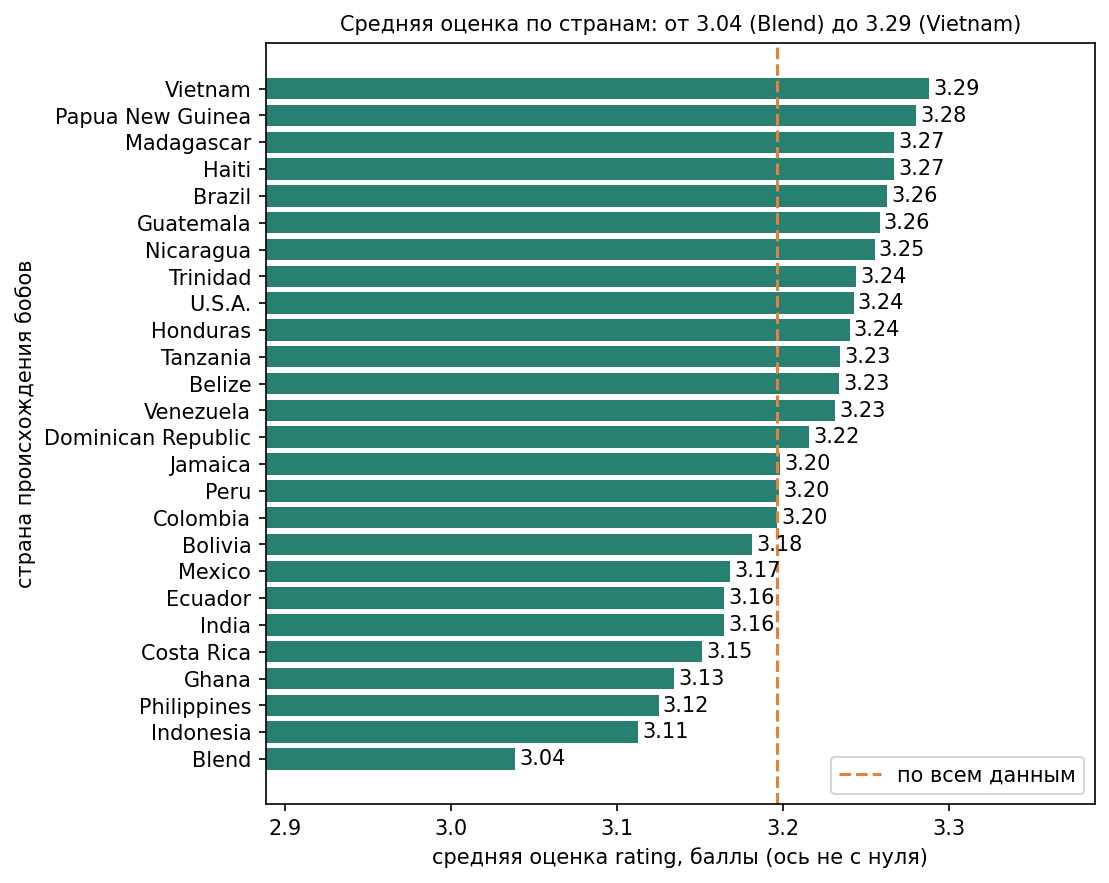 Средняя оценка по странам: от 3.04 (Blend) до 3.29 (Vietnam)
страна происхождения бобов
Vietnam 3.29
Papua New Guinea 3.28
Madagascar 3.27
Haiti 3.27
Brazil 3.26
Guatemala 3.26
Nicaragua 3.25
Trinidad 3.24
U.S.A. 3.24
Honduras 3.24
Tanzania 3.23
Belize 3.23
Venezuela 3.23
Dominican Republic 3.22
Jamaica 3.20
Peru 3.20
Colombia 3.20
Bolivia 3.18
Mexico 3.17
Ecuador 3.16
India 3.16
Costa Rica 3.15
Ghana 3.13
Philippines 3.12
Indonesia 3.11
Blend 3.04
по всем данным
2.9 3.0 3.1 3.2 3.3
средняя оценка rating, баллы (ось не с нуля)